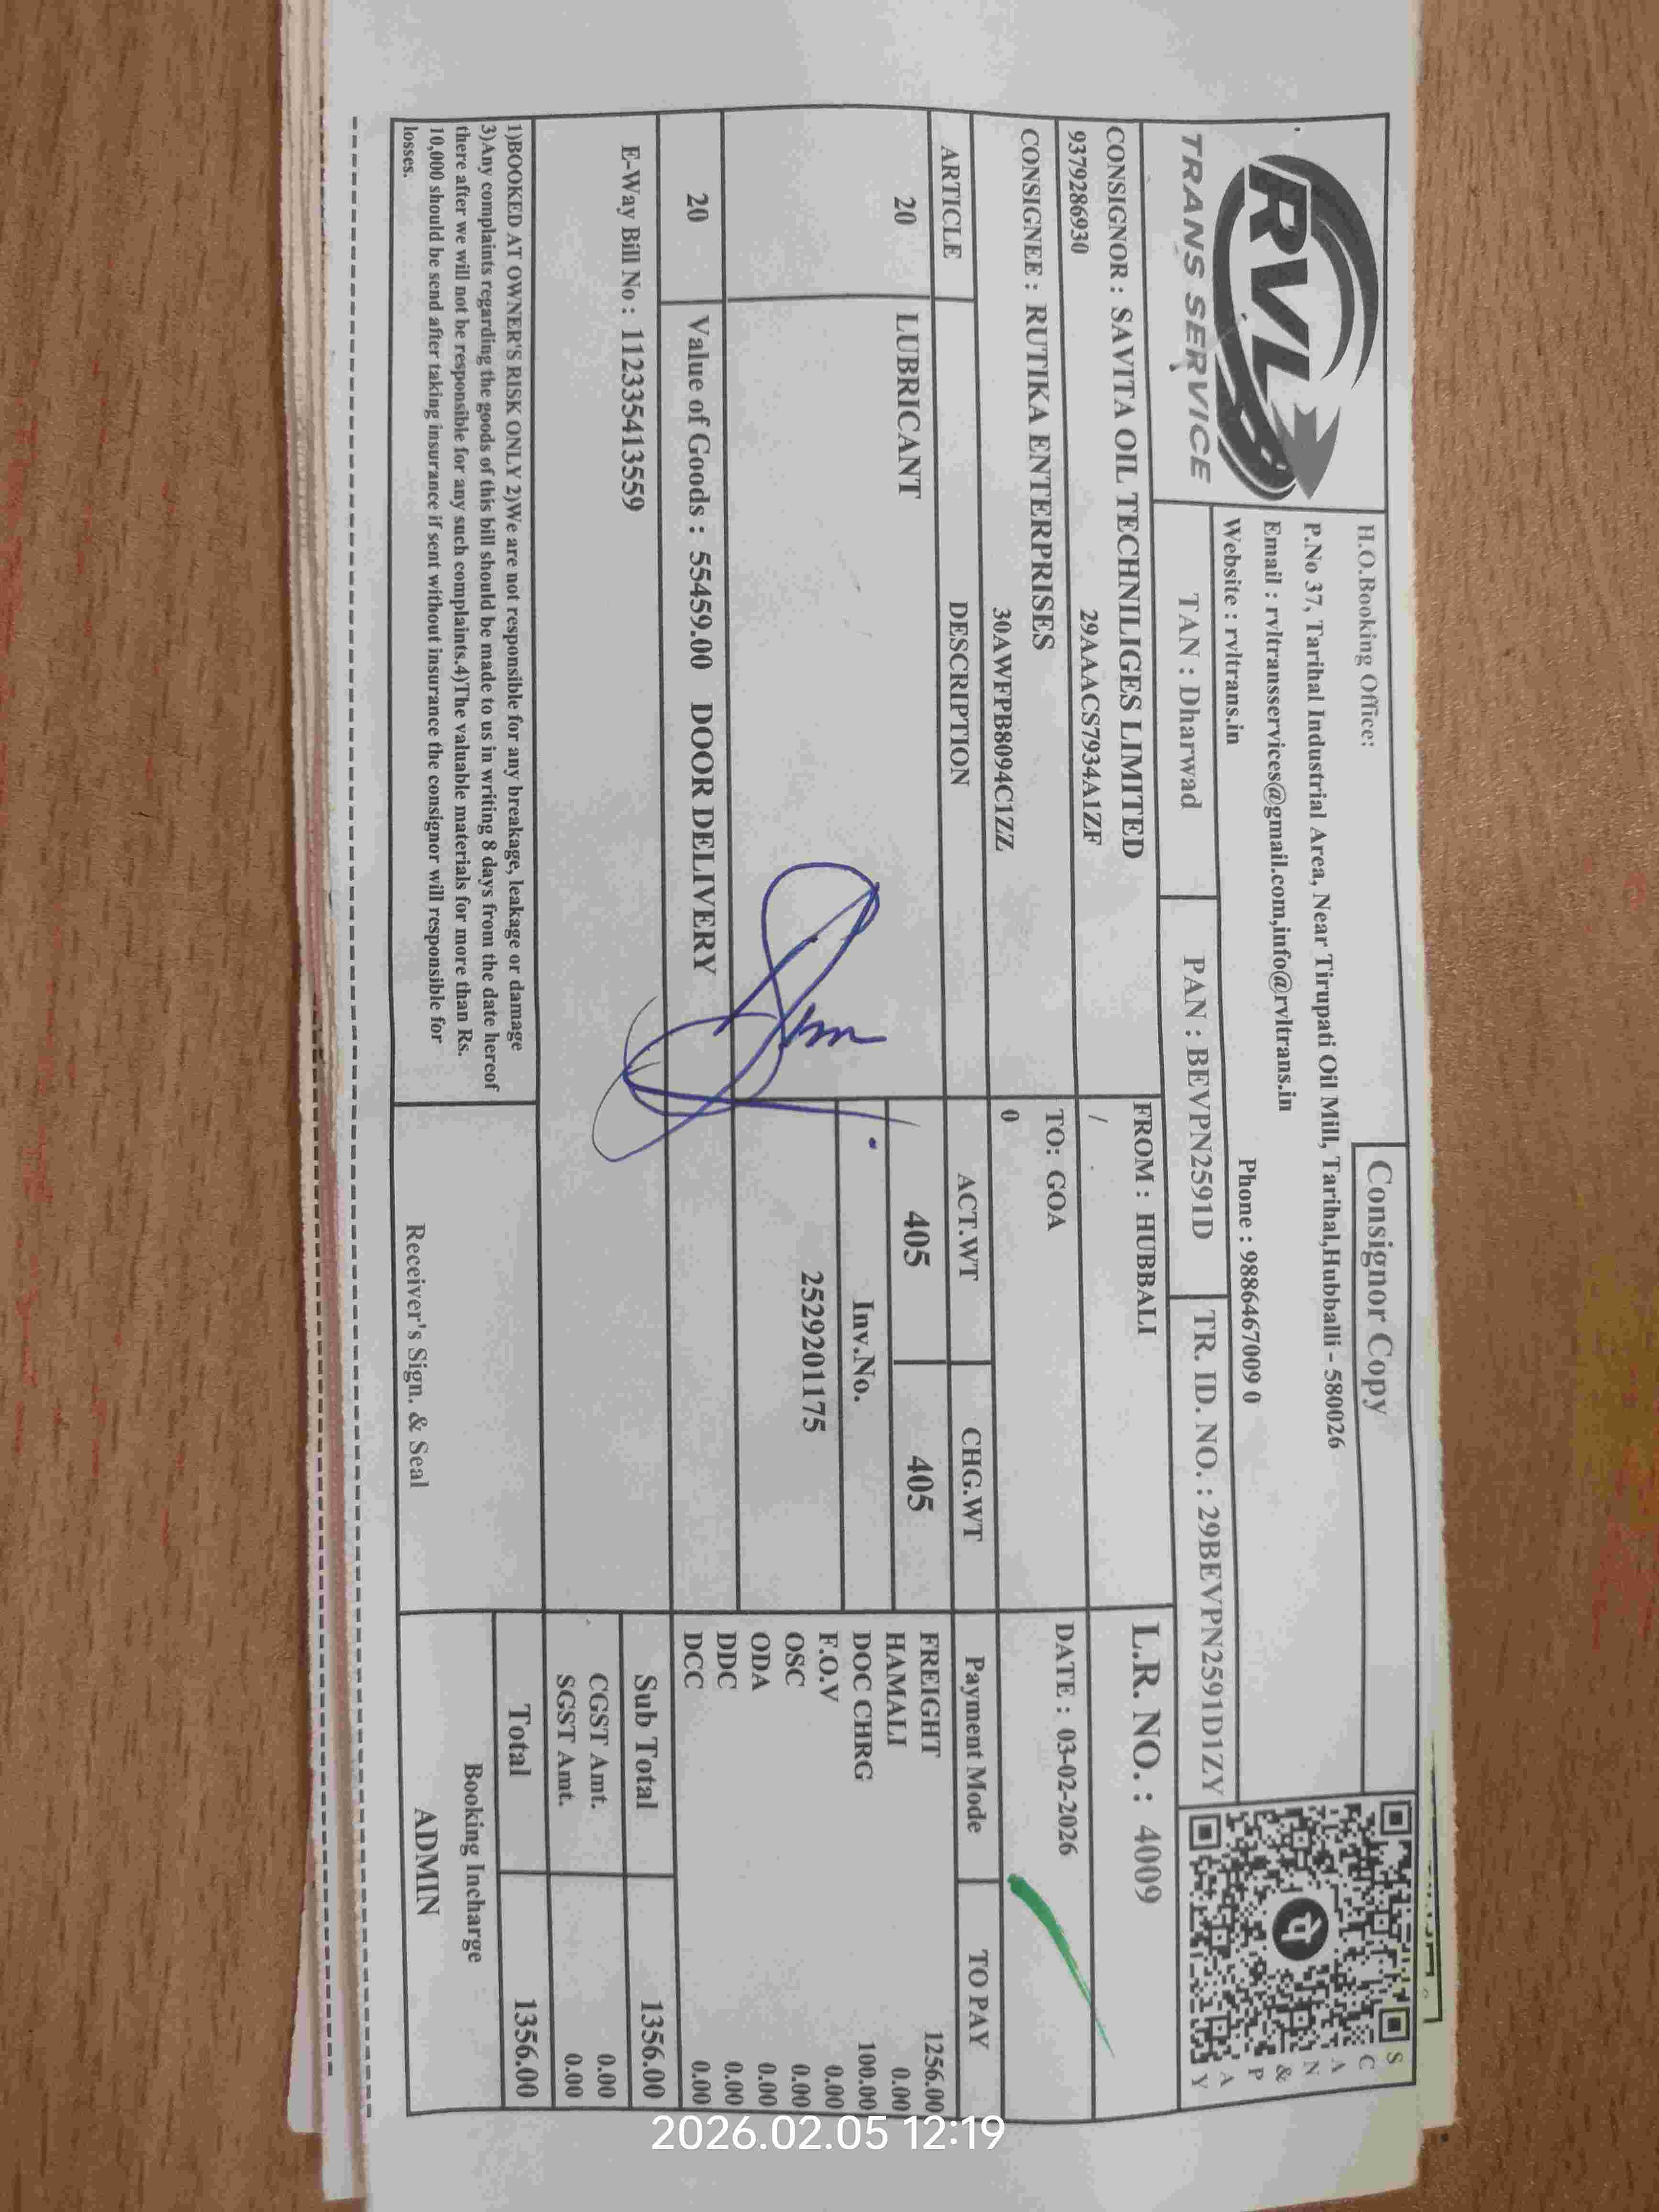 Consignor Copy
RVL
TRANS SERVICE
H.O.Booking Office:
P.No 37, Tarihal Industrial Area, Near Tirupati Oil Mill, Tarihal,Hubballi - 580026
Email : rvltransservices@gmail.com,info@rvltrans.in
Website : rvltrans.in
Phone : 9886467009 0
SCAN & PAY
TAN : Dharwad
PAN : BEVPN2591D
TR. ID. NO. : 29BEVPN2591D1ZY
CONSIGNOR : SAVITA OIL TECHNILIGES LIMITED
FROM : HUBBALI
L.R. NO. : 4009
9379286930 29AAACS7934A1ZF
/
CONSIGNEE : RUTIKA ENTERPRISES
TO: GOA
DATE : 03-02-2026
30AWFPB8094C1ZZ
0
ARTICLE DESCRIPTION ACT.WT CHG.WT Payment Mode TO PAY
20 LUBRICANT 405 405
FREIGHT 1256.00
HAMALI 0.00
Inv.No.
DOC CHRG 100.00
F.O.V 0.00
2529201175
OSC 0.00
ODA 0.00
DDC 0.00
DCC 0.00
20 Value of Goods : 55459.00 DOOR DELIVERY
Sub Total 1356.00
E-Way Bill No : 112335413559
CGST Amt. 0.00
SGST Amt. 0.00
Total 1356.00
1)BOOKED AT OWNER'S RISK ONLY 2)We are not responsible for any breakage, leakage or damage
3)Any complaints regarding the goods of this bill should be made to us in writing 8 days from the date hereof
there after we will not be responsible for any such complaints.4)The valuable materials for more than Rs.
10,000 should be send after taking insurance if sent without insurance the consignor will responsible for
losses.
Receiver's Sign. & Seal
Booking Incharge
ADMIN
2026.02.05 12:19